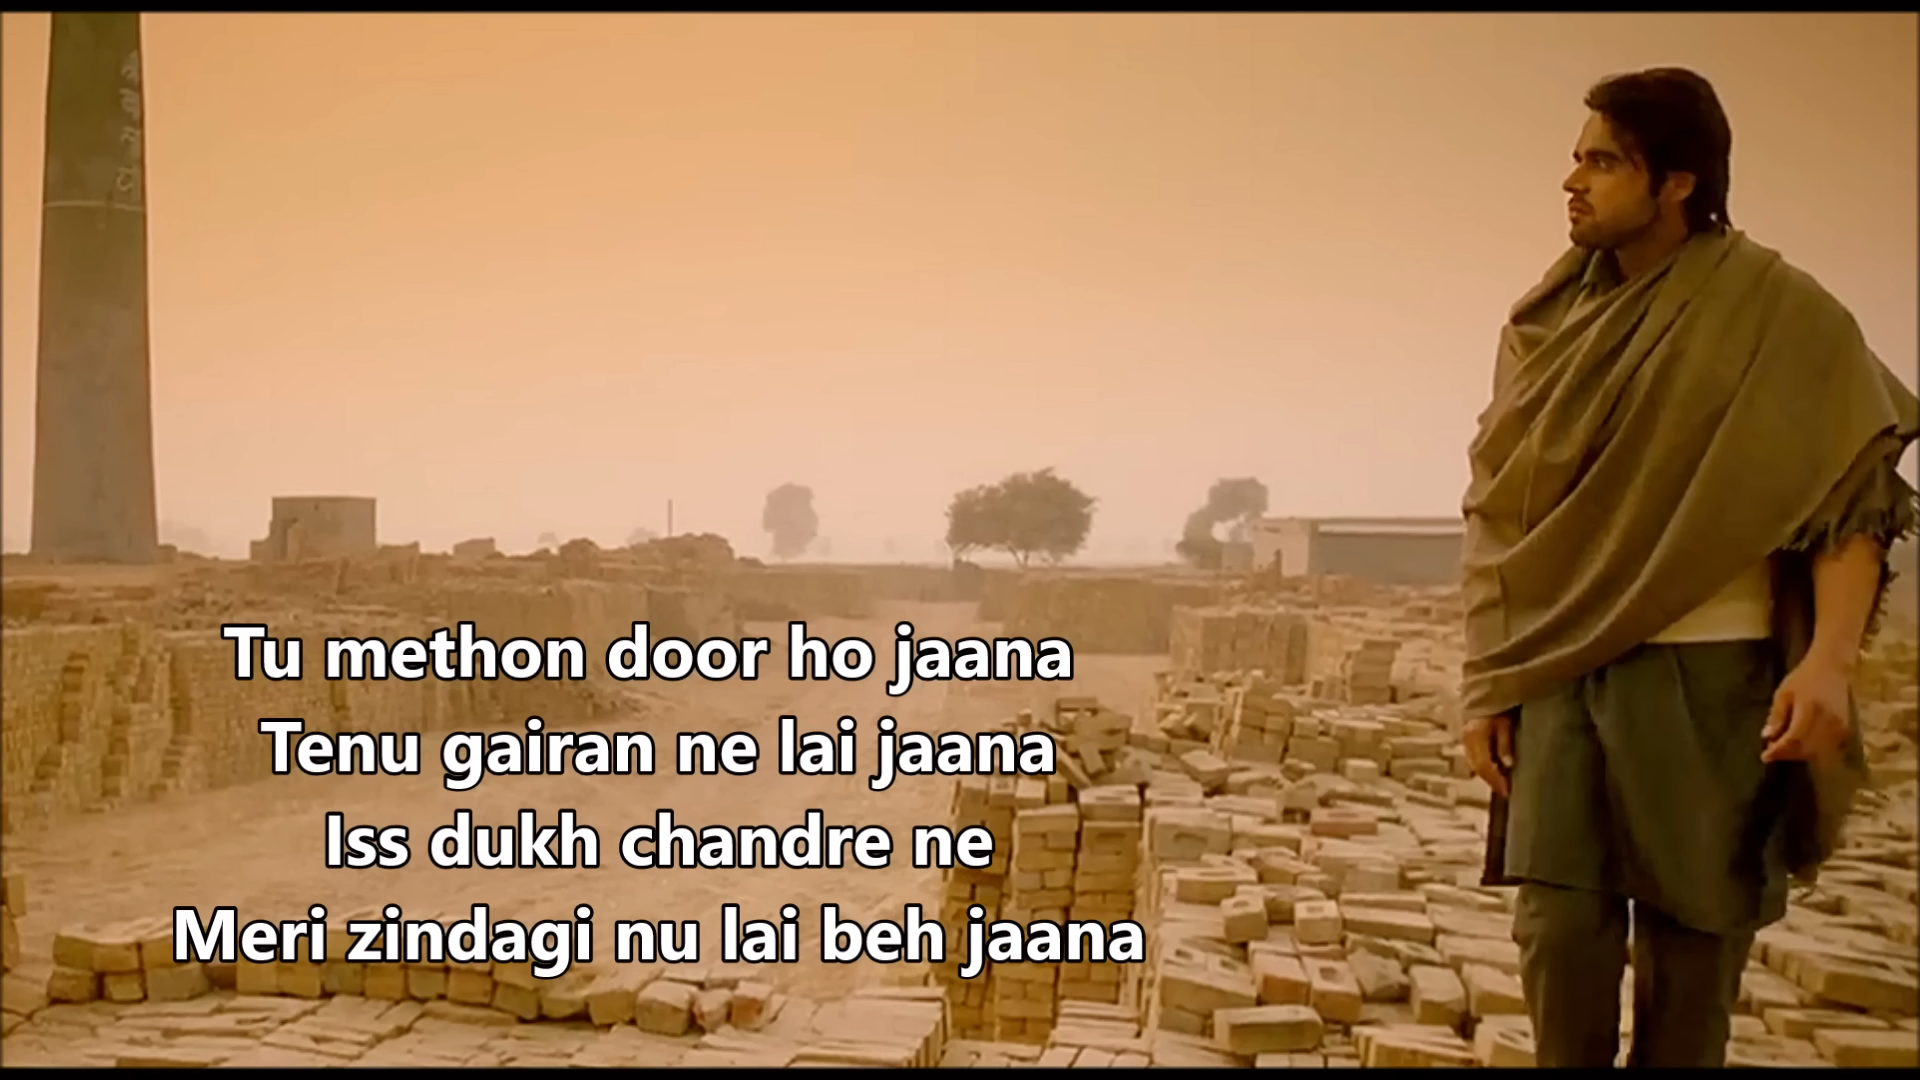 Tu methon door ho jaana
Tenu gairan ne lai jaana
Iss dukh chandre ne
Meri zindagi nu lai beh jaana